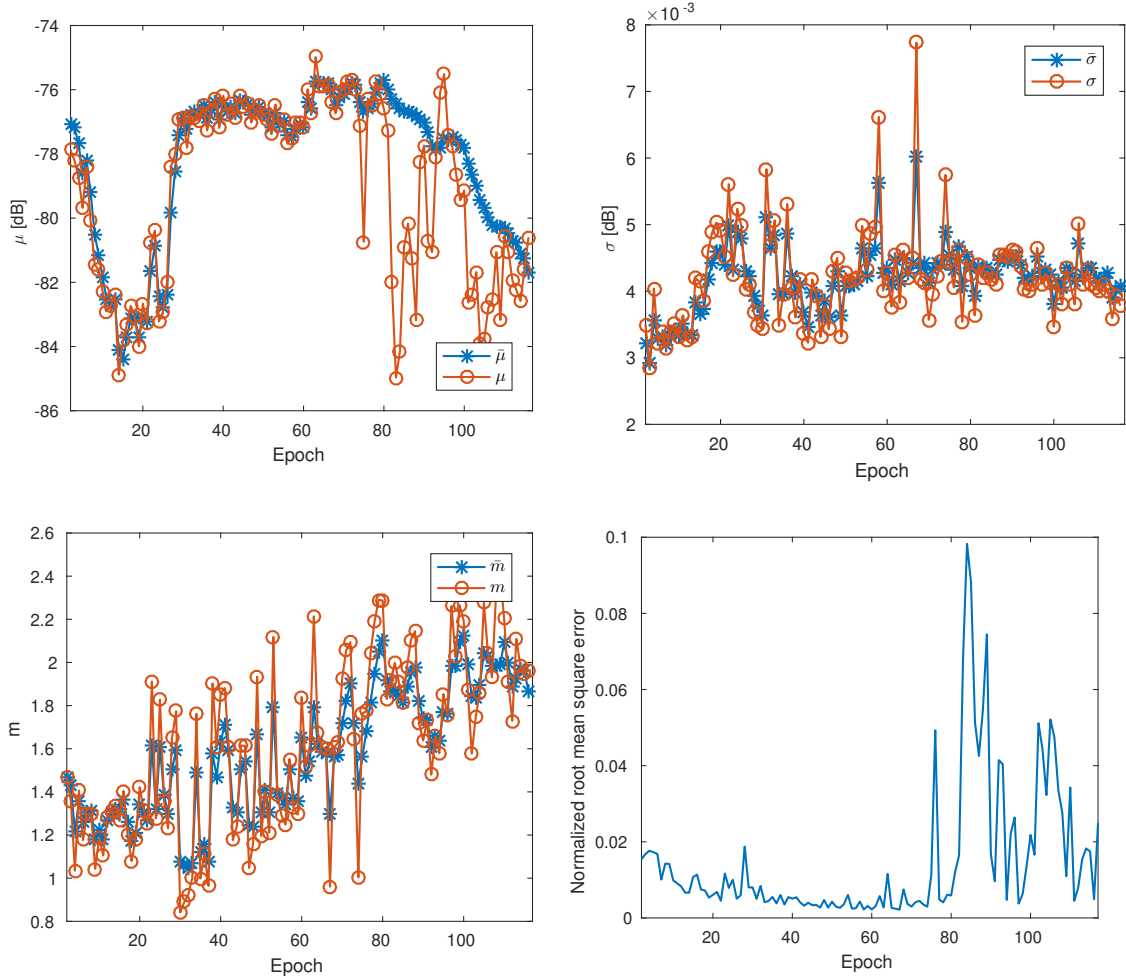 -74
-76
-78
-80
-82
-84
-86
μ [dB]
20 40 60 80 100
Epoch
μ̄
μ
×10⁻³
8
7
6
5
4
3
2
σ [dB]
20 40 60 80 100
Epoch
σ̄
σ
2.6
2.4
2.2
2
1.8
1.6
1.4
1.2
1
0.8
m
20 40 60 80 100
Epoch
m̄
m
0.1
0.08
0.06
0.04
0.02
0
Normalized root mean square error
20 40 60 80 100
Epoch